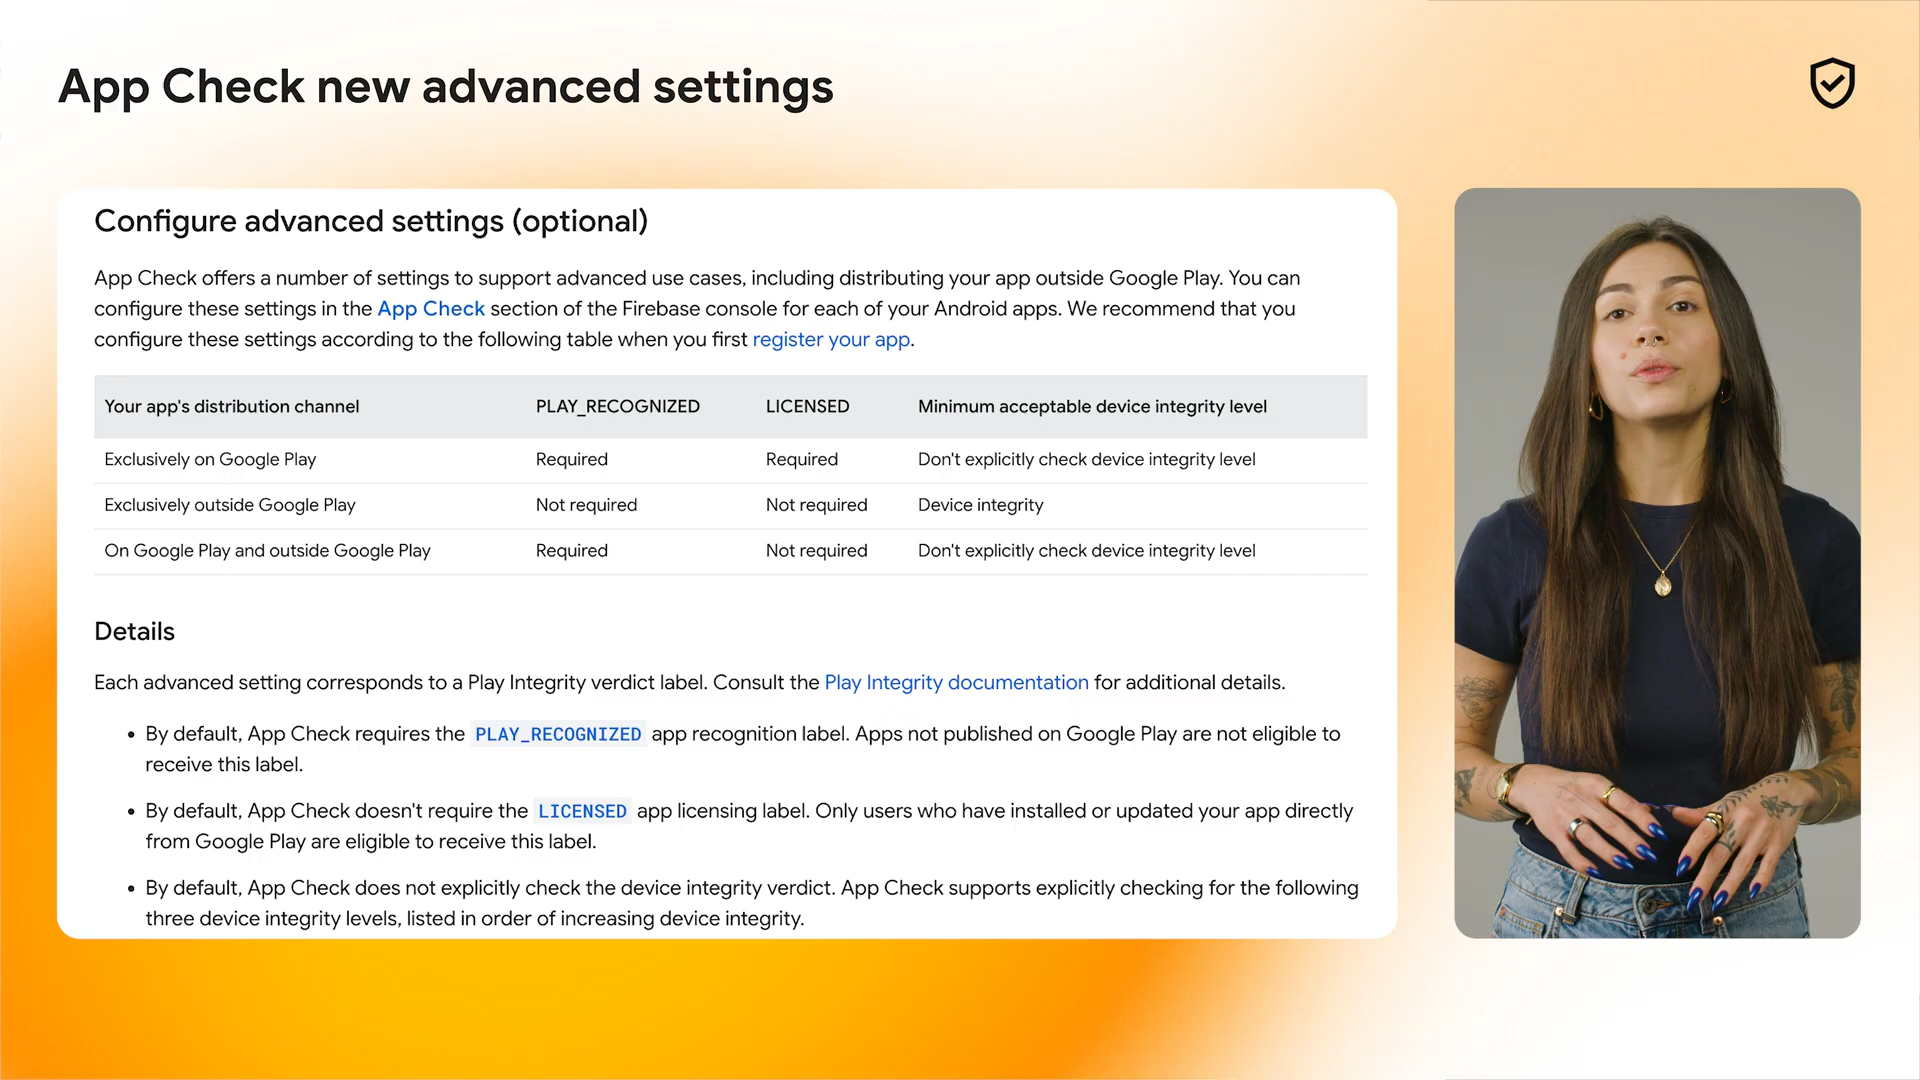 App Check new advanced settings
Configure advanced settings (optional)
App Check offers a number of settings to support advanced use cases, including distributing your app outside Google Play. You can
configure these settings in the App Check section of the Firebase console for each of your Android apps. We recommend that you
configure these settings according to the following table when you first register your app.
Your app's distribution channel PLAY_RECOGNIZED LICENSED Minimum acceptable device integrity level
Exclusively on Google Play Required Required Don't explicitly check device integrity level
Exclusively outside Google Play Not required Not required Device integrity
On Google Play and outside Google Play Required Not required Don't explicitly check device integrity level
Details
Each advanced setting corresponds to a Play Integrity verdict label. Consult the Play Integrity documentation for additional details.
• By default, App Check requires the PLAY_RECOGNIZED app recognition label. Apps not published on Google Play are not eligible to
receive this label.
• By default, App Check doesn't require the LICENSED app licensing label. Only users who have installed or updated your app directly
from Google Play are eligible to receive this label.
• By default, App Check does not explicitly check the device integrity verdict. App Check supports explicitly checking for the following
three device integrity levels, listed in order of increasing device integrity.